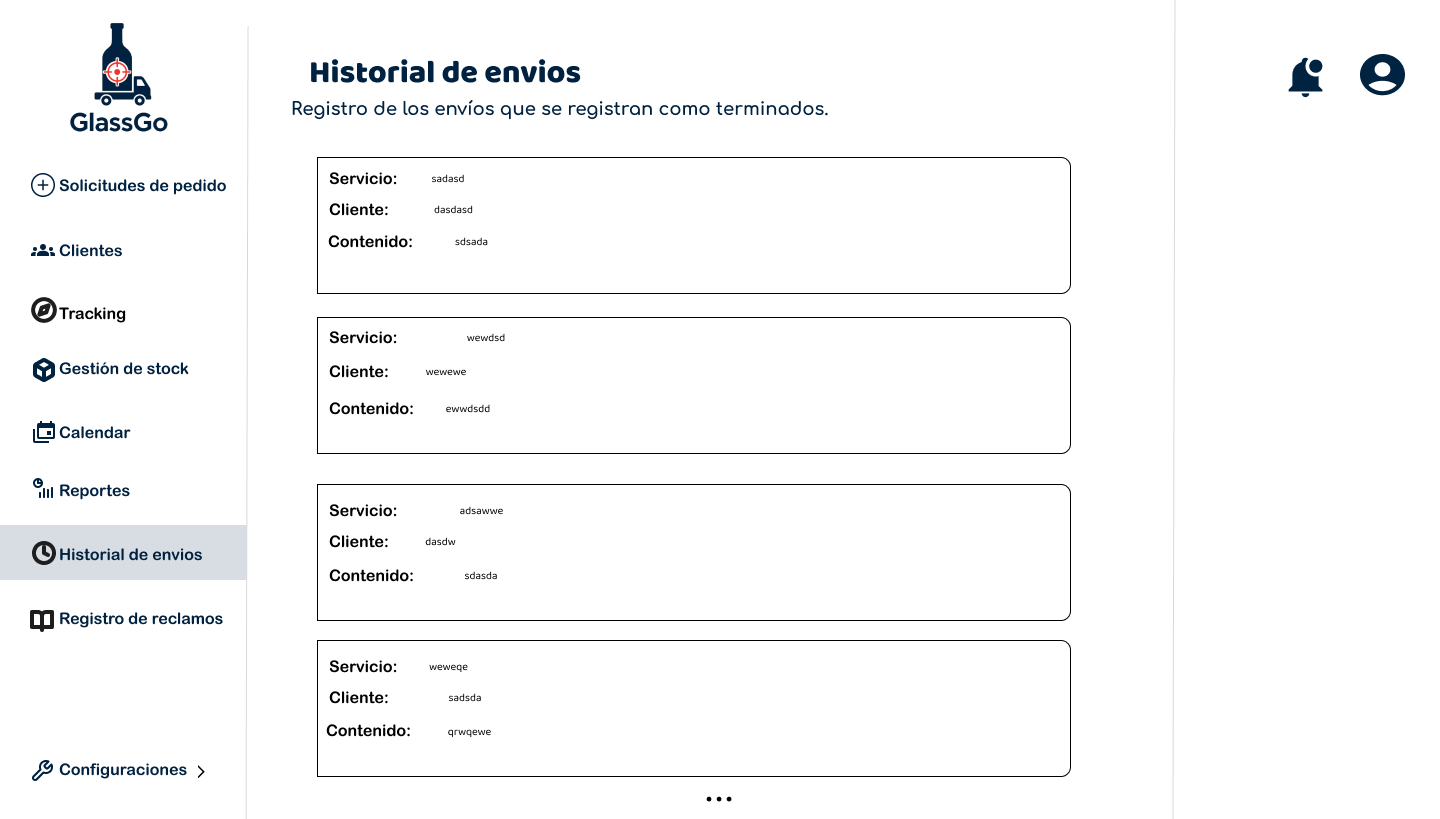 GlassGo
Solicitudes de pedido
Clientes
Tracking
Gestión de stock
Calendar
Reportes
Historial de envios
Registro de reclamos
Configuraciones
Historial de envios
Registro de los envíos que se registran como terminados.
Servicio: sadasd
Cliente: dasdasd
Contenido: sdsada
Servicio: wewdsd
Cliente: wewewe
Contenido: ewwdsdd
Servicio: adsawwe
Cliente: dasdw
Contenido: sdasda
Servicio: weweqe
Cliente: sadsda
Contenido: qrwqewe